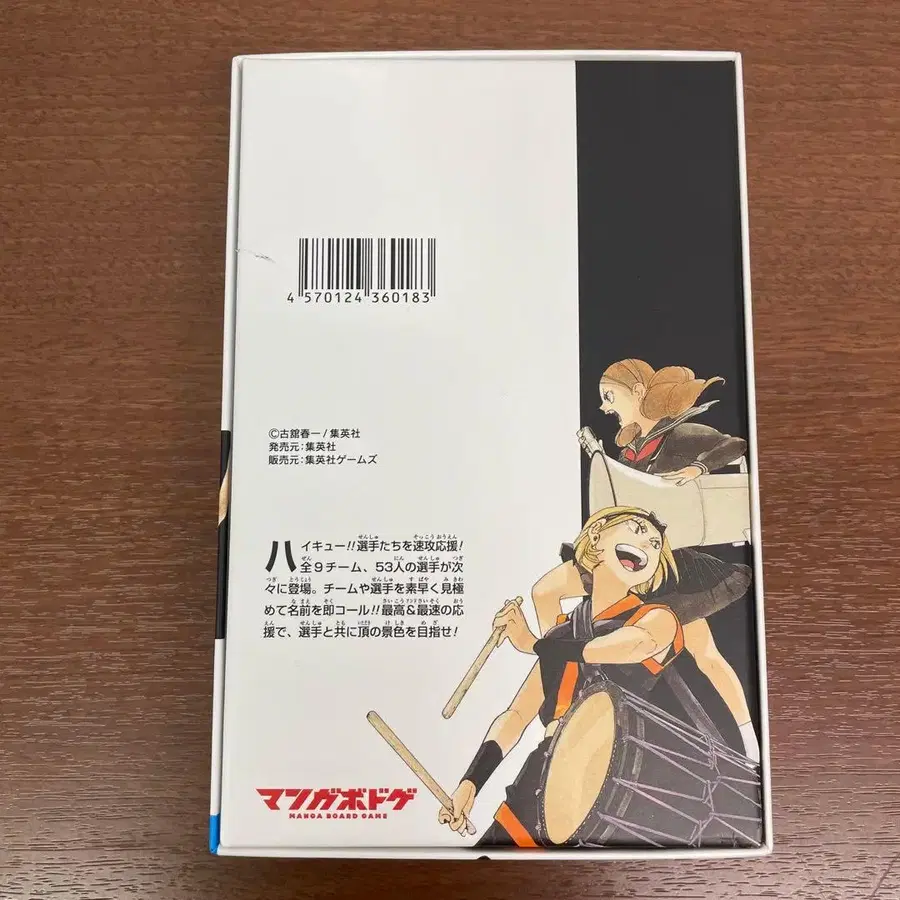 4 570124 360183
©古舘春一/集英社
発売元:集英社
販売元:集英社ゲームズ
ハイキュー!!選手たちを速攻応援!
全9チーム、53人の選手が次
々に登場。チームや選手を素早く見極
めて名前を即コール!!最高&最速の応
援で、選手と共に頂の景色を目指せ!
マンガボドゲ
MANGA BOARD GAME